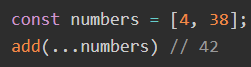 const numbers = [4, 38];
add(...numbers) // 42